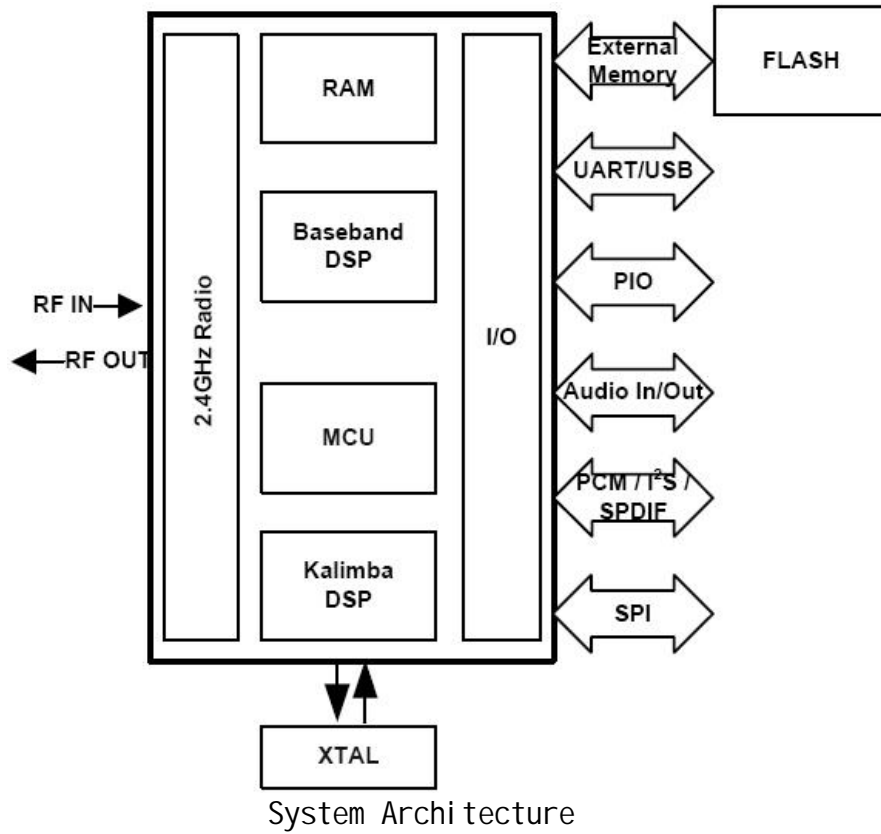 RAM
External
Memory
FLASH
UART/USB
Baseband
DSP
PIO
RF IN
RF OUT
2.4GHz Radio
I/O
Audio In/Out
MCU
PCM / I²S /
SPDIF
Kalimba
DSP
SPI
XTAL
System Architecture